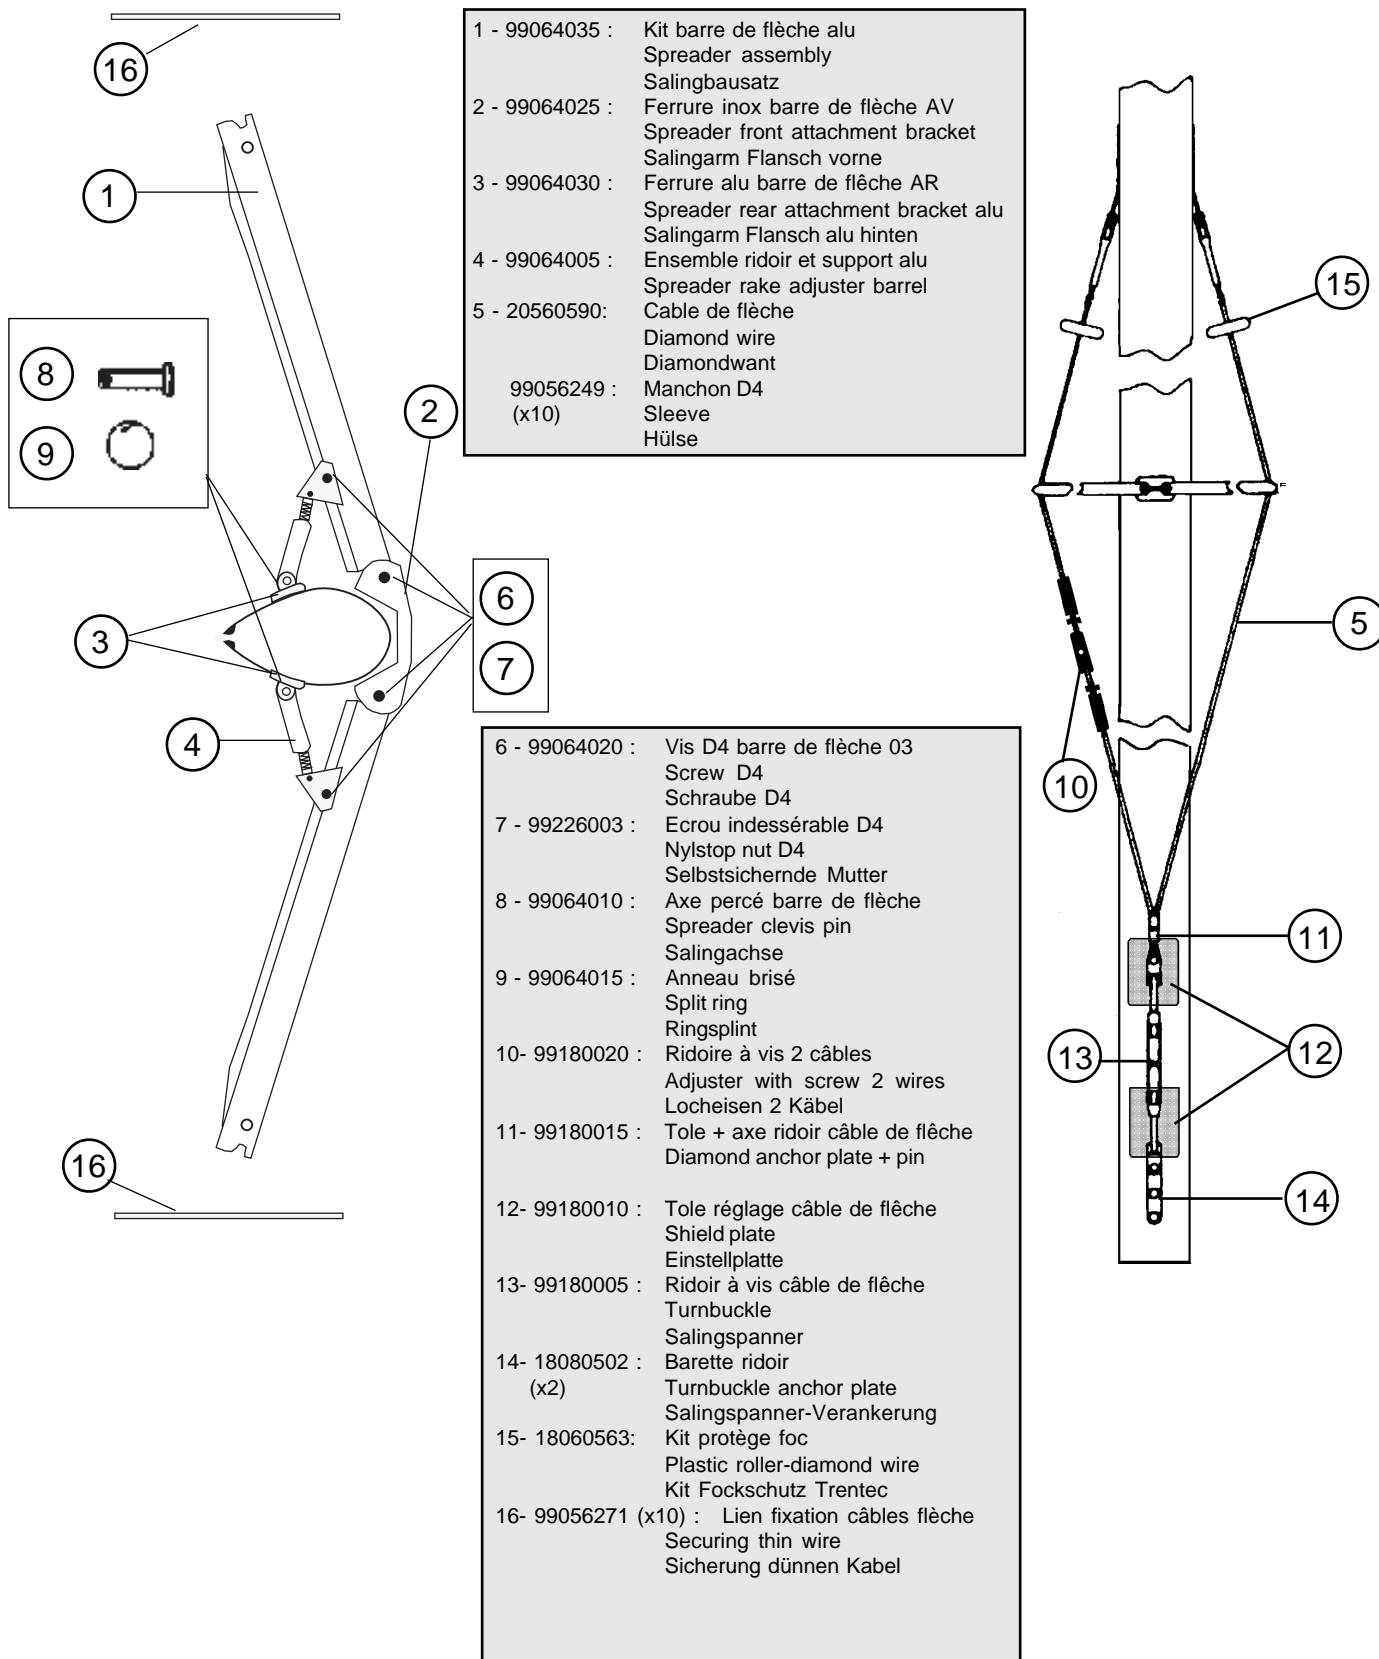 16
1
8
9
2
3
4
6
7
16
1 - 99064035 : Kit barre de flèche alu
Spreader assembly
Salingbausatz
2 - 99064025 : Ferrure inox barre de flèche AV
Spreader front attachment bracket
Salingarm Flansch vorne
3 - 99064030 : Ferrure alu barre de flêche AR
Spreader rear attachment bracket alu
Salingarm Flansch alu hinten
4 - 99064005 : Ensemble ridoir et support alu
Spreader rake adjuster barrel
5 - 20560590: Cable de flèche
Diamond wire
Diamondwant
99056249 : Manchon D4
(x10) Sleeve
Hülse
6 - 99064020 : Vis D4 barre de flèche 03
Screw D4
Schraube D4
7 - 99226003 : Ecrou indessérable D4
Nylstop nut D4
Selbstsichernde Mutter
8 - 99064010 : Axe percé barre de flèche
Spreader clevis pin
Salingachse
9 - 99064015 : Anneau brisé
Split ring
Ringsplint
10- 99180020 : Ridoire à vis 2 câbles
Adjuster with screw 2 wires
Locheisen 2 Käbel
11- 99180015 : Tole + axe ridoir câble de flêche
Diamond anchor plate + pin
12- 99180010 : Tole réglage câble de flêche
Shield plate
Einstellplatte
13- 99180005 : Ridoir à vis câble de flêche
Turnbuckle
Salingspanner
14- 18080502 : Barette ridoir
(x2) Turnbuckle anchor plate
Salingspanner-Verankerung
15- 18060563: Kit protège foc
Plastic roller-diamond wire
Kit Fockschutz Trentec
16- 99056271 (x10) : Lien fixation câbles flèche
Securing thin wire
Sicherung dünnen Kabel
15
5
10
11
13
12
14